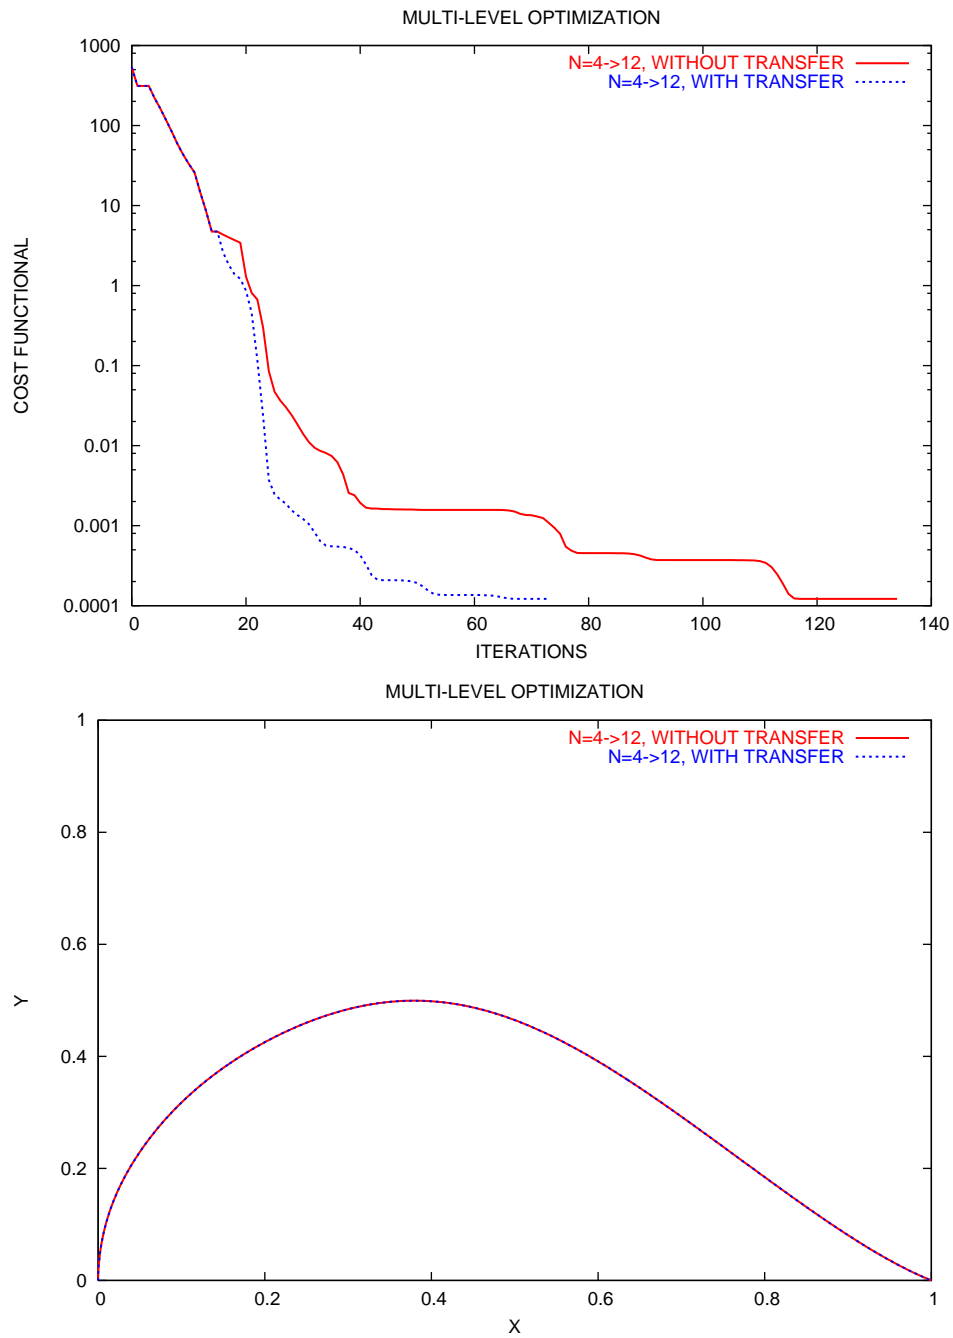 MULTI-LEVEL OPTIMIZATION
1000
100
10
1
0.1
0.01
0.001
0.0001
COST FUNCTIONAL
N=4->12, WITHOUT TRANSFER
N=4->12, WITH TRANSFER
0 20 40 60 80 100 120 140
ITERATIONS
MULTI-LEVEL OPTIMIZATION
1
0.8
0.6
0.4
0.2
0
Y
N=4->12, WITHOUT TRANSFER
N=4->12, WITH TRANSFER
0 0.2 0.4 0.6 0.8 1
X